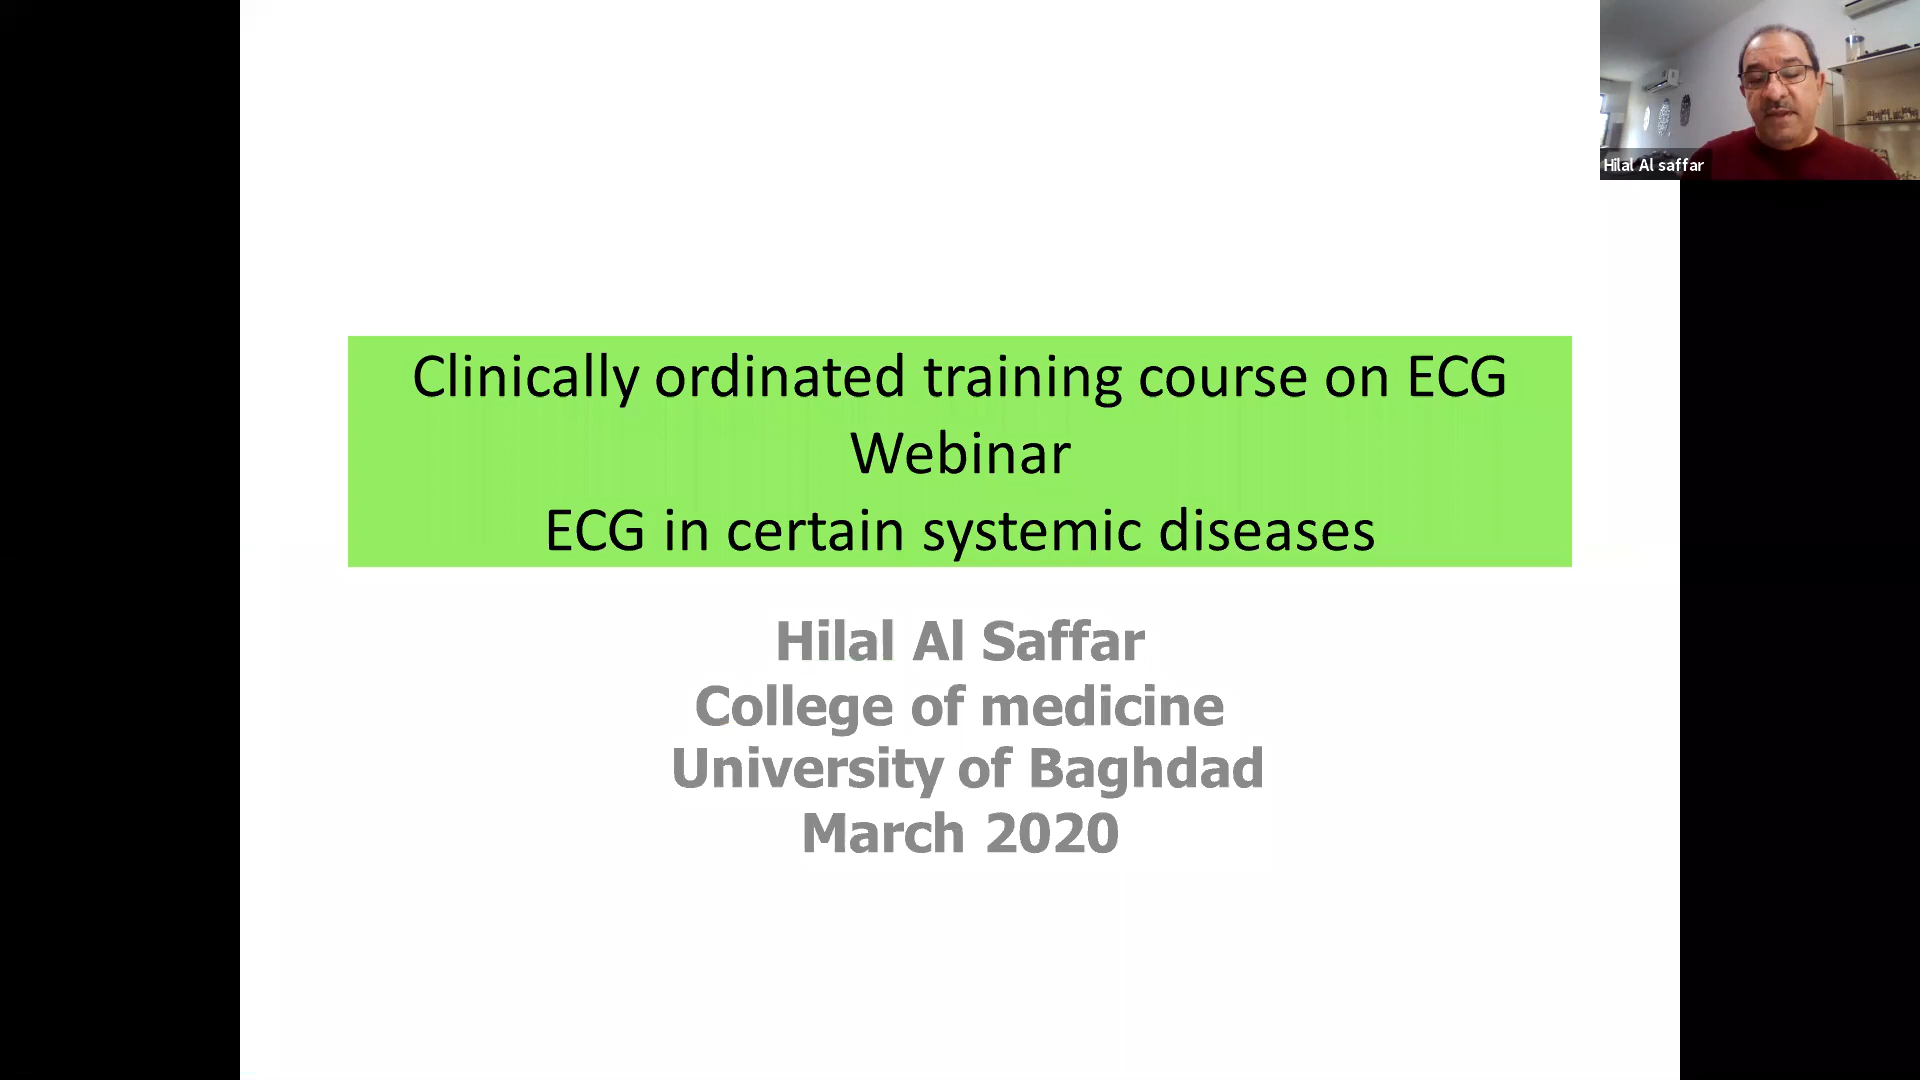 Hilal Al saffar
Clinically ordinated training course on ECG
Webinar
ECG in certain systemic diseases
Hilal Al Saffar
College of medicine
University of Baghdad
March 2020